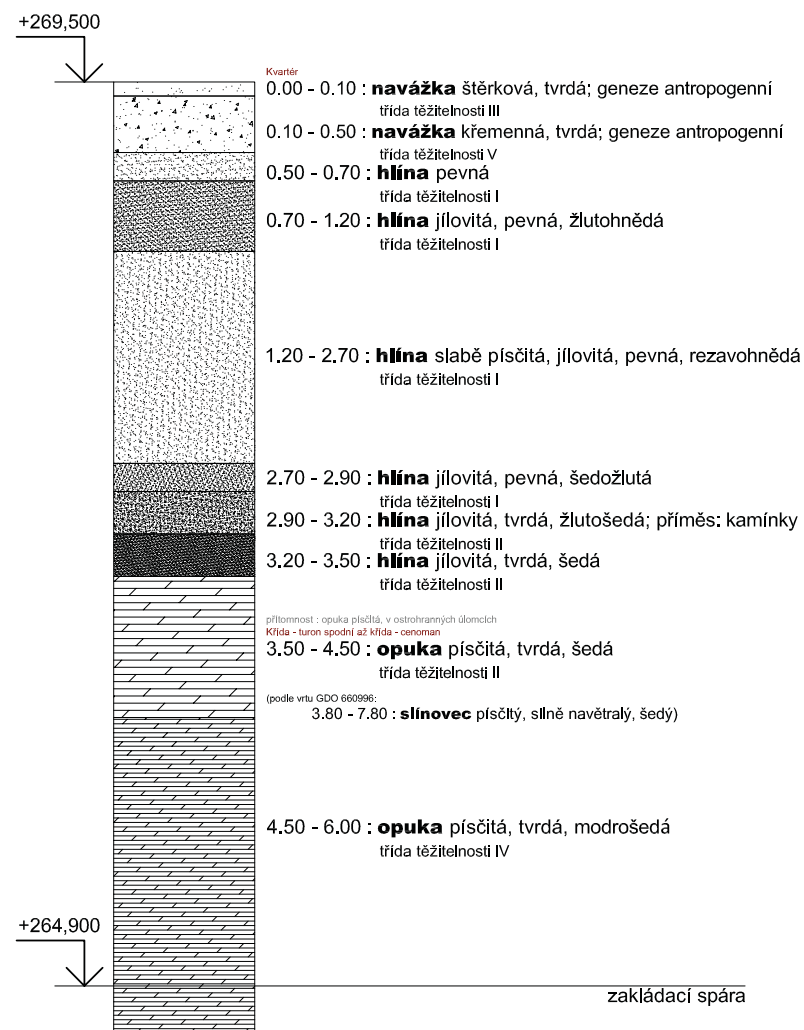 +269,500
Kvartér
0.00 - 0.10 : navážka štěrková, tvrdá; geneze antropogenní
třída těžitelnosti III
0.10 - 0.50 : navážka křemenná, tvrdá; geneze antropogenní
třída těžitelnosti V
0.50 - 0.70 : hlína pevná
třída těžitelnosti I
0.70 - 1.20 : hlína jílovitá, pevná, žlutohnědá
třída těžitelnosti I
1.20 - 2.70 : hlína slabě písčitá, jílovitá, pevná, rezavohnědá
třída těžitelnosti I
2.70 - 2.90 : hlína jílovitá, pevná, šedožlutá
třída těžitelnosti I
2.90 - 3.20 : hlína jílovitá, tvrdá, žlutošedá; příměs: kamínky
třída těžitelnosti II
3.20 - 3.50 : hlína jílovitá, tvrdá, šedá
třída těžitelnosti II
přítomnost : opuka písčitá, v ostrohranných úlomcích
Křída - turon spodní až křída - cenoman
3.50 - 4.50 : opuka písčitá, tvrdá, šedá
třída těžitelnosti II
(podle vrtu GDO 660996:
3.80 - 7.80 : slínovec písčitý, silně navětralý, šedý)
4.50 - 6.00 : opuka písčitá, tvrdá, modrošedá
třída těžitelnosti IV
+264,900
zakládací spára